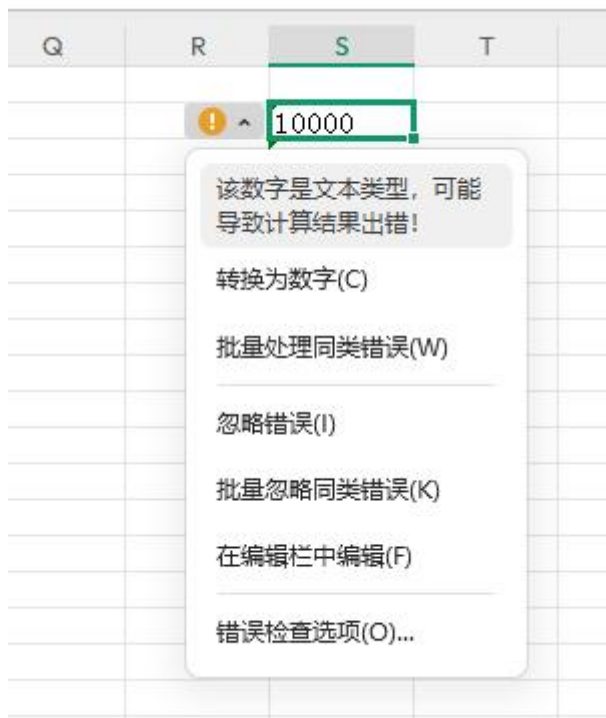 Q R S T
10000
该数字是文本类型，可能
导致计算结果出错！
转换为数字(C)
批量处理同类错误(W)
忽略错误(I)
批量忽略同类错误(K)
在编辑栏中编辑(F)
错误检查选项(O)...